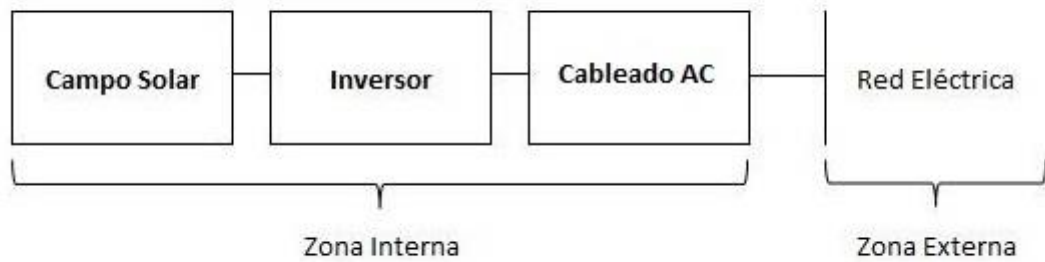 Campo Solar
Inversor
Cableado AC
Red Eléctrica
Zona Interna
Zona Externa